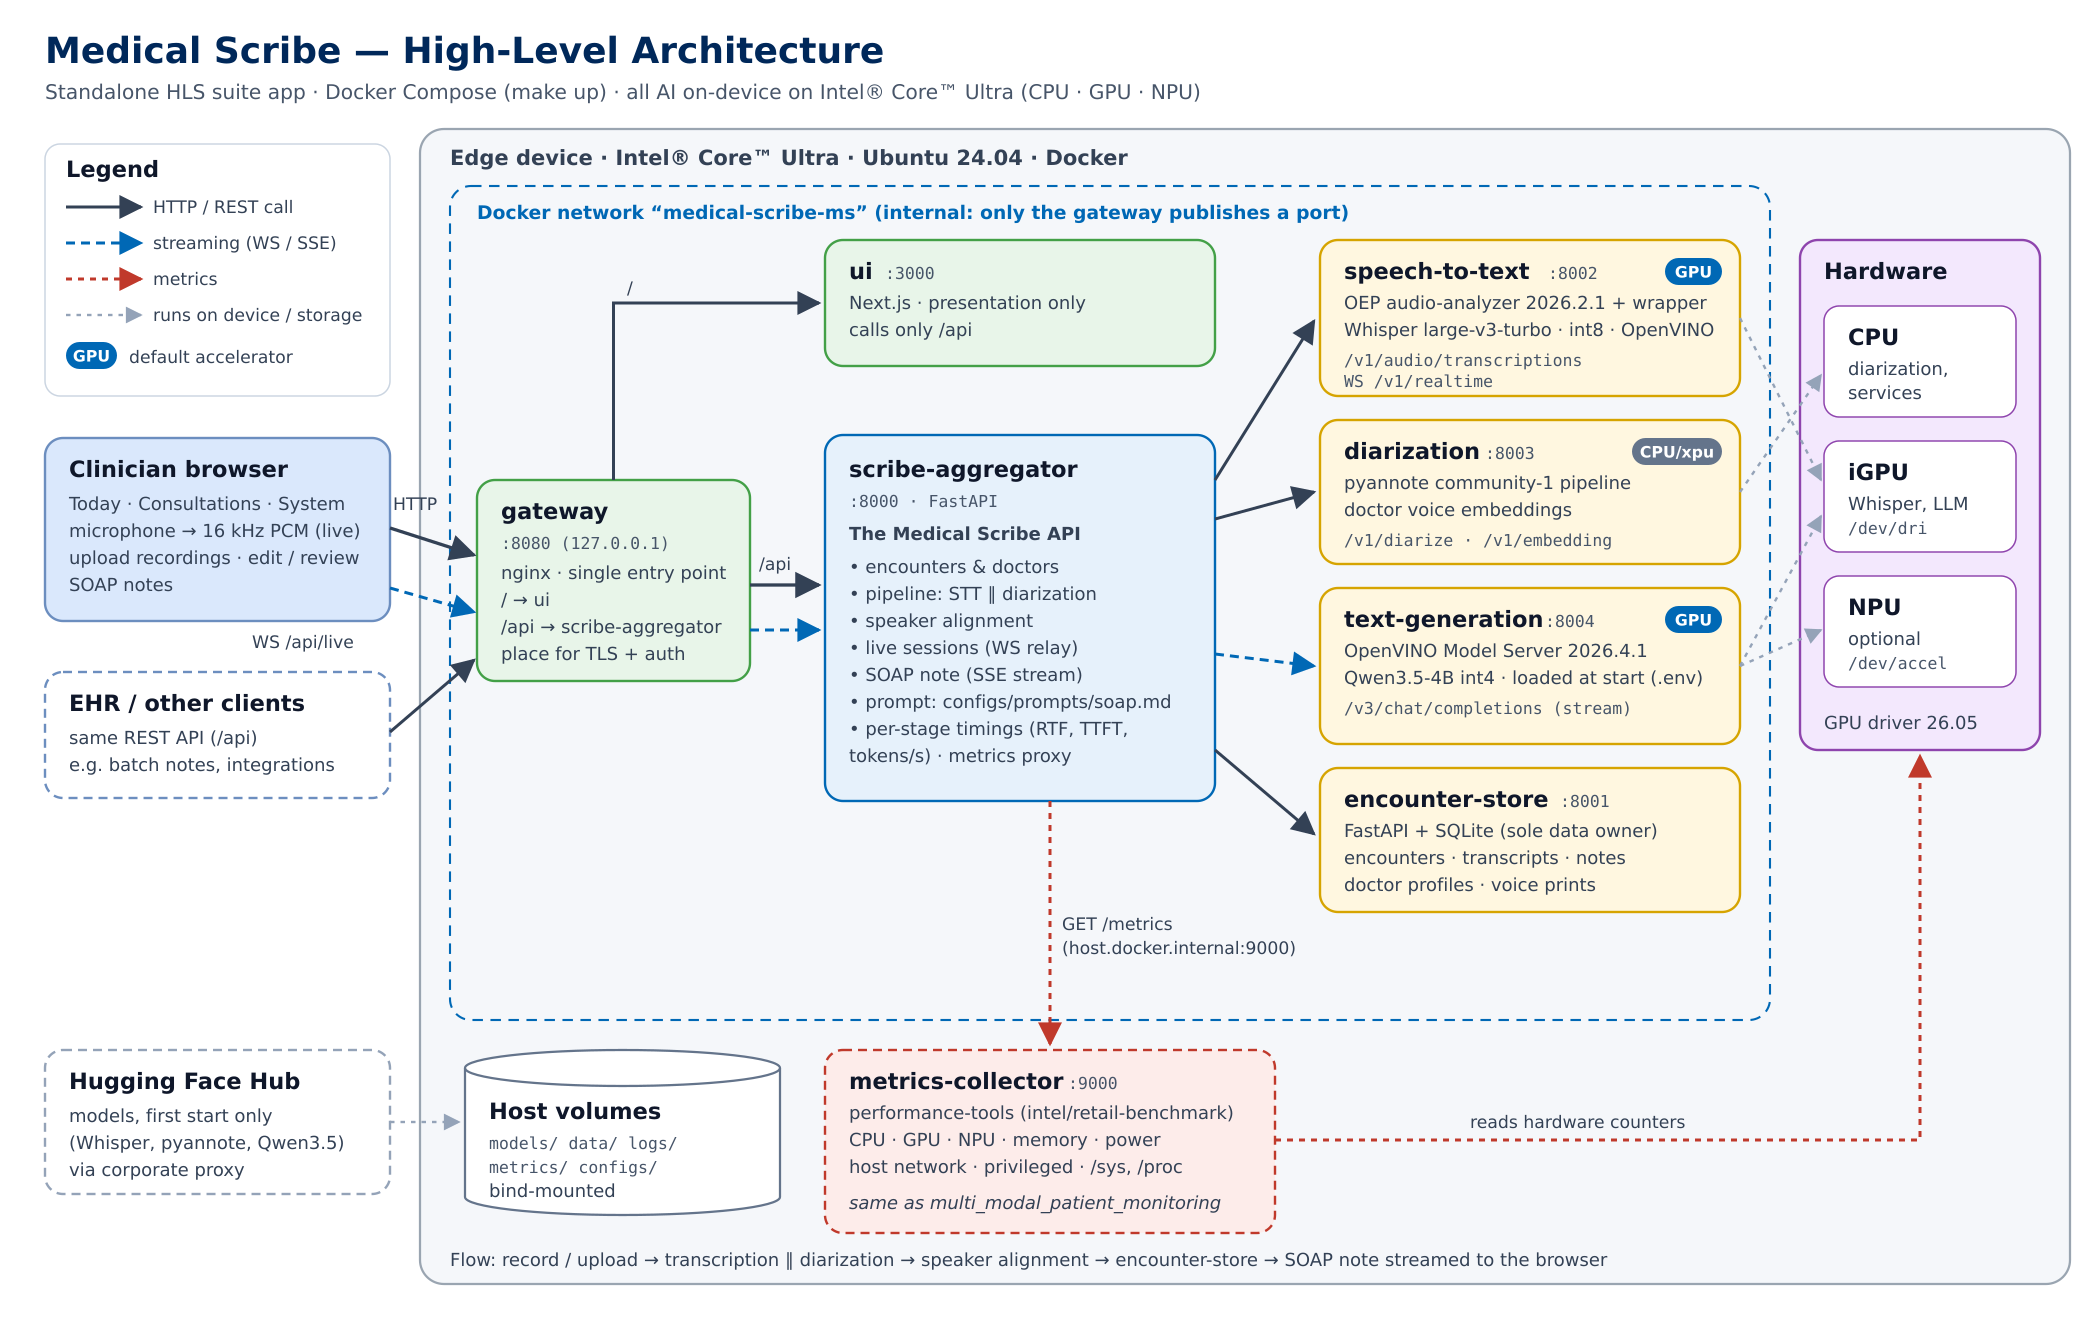 Medical Scribe — High-Level Architecture
Standalone HLS suite app · Docker Compose (make up) · all AI on-device on Intel® Core™ Ultra (CPU · GPU · NPU)
Legend
HTTP / REST call
streaming (WS / SSE)
metrics
runs on device / storage
GPU default accelerator
Clinician browser
Today · Consultations · System
microphone → 16 kHz PCM (live)
upload recordings · edit / review
SOAP notes
HTTP
WS /api/live
EHR / other clients
same REST API (/api)
e.g. batch notes, integrations
Hugging Face Hub
models, first start only
(Whisper, pyannote, Qwen3.5)
via corporate proxy
Edge device · Intel® Core™ Ultra · Ubuntu 24.04 · Docker
Docker network “medical-scribe-ms” (internal: only the gateway publishes a port)
/
gateway
:8080 (127.0.0.1)
nginx · single entry point
/ → ui
/api → scribe-aggregator
place for TLS + auth
/api
ui :3000
Next.js · presentation only
calls only /api
scribe-aggregator
:8000 · FastAPI
The Medical Scribe API
• encounters & doctors
• pipeline: STT ∥ diarization
• speaker alignment
• live sessions (WS relay)
• SOAP note (SSE stream)
• prompt: configs/prompts/soap.md
• per-stage timings (RTF, TTFT,
tokens/s) · metrics proxy
speech-to-text :8002 GPU
OEP audio-analyzer 2026.2.1 + wrapper
Whisper large-v3-turbo · int8 · OpenVINO
/v1/audio/transcriptions
WS /v1/realtime
diarization :8003 CPU/xpu
pyannote community-1 pipeline
doctor voice embeddings
/v1/diarize · /v1/embedding
text-generation :8004 GPU
OpenVINO Model Server 2026.4.1
Qwen3.5-4B int4 · loaded at start (.env)
/v3/chat/completions (stream)
encounter-store :8001
FastAPI + SQLite (sole data owner)
encounters · transcripts · notes
doctor profiles · voice prints
Hardware
CPU
diarization,
services
iGPU
Whisper, LLM
/dev/dri
NPU
optional
/dev/accel
GPU driver 26.05
GET /metrics
(host.docker.internal:9000)
Host volumes
models/ data/ logs/
metrics/ configs/
bind-mounted
metrics-collector :9000
performance-tools (intel/retail-benchmark)
CPU · GPU · NPU · memory · power
host network · privileged · /sys, /proc
same as multi_modal_patient_monitoring
reads hardware counters
Flow: record / upload → transcription ∥ diarization → speaker alignment → encounter-store → SOAP note streamed to the browser